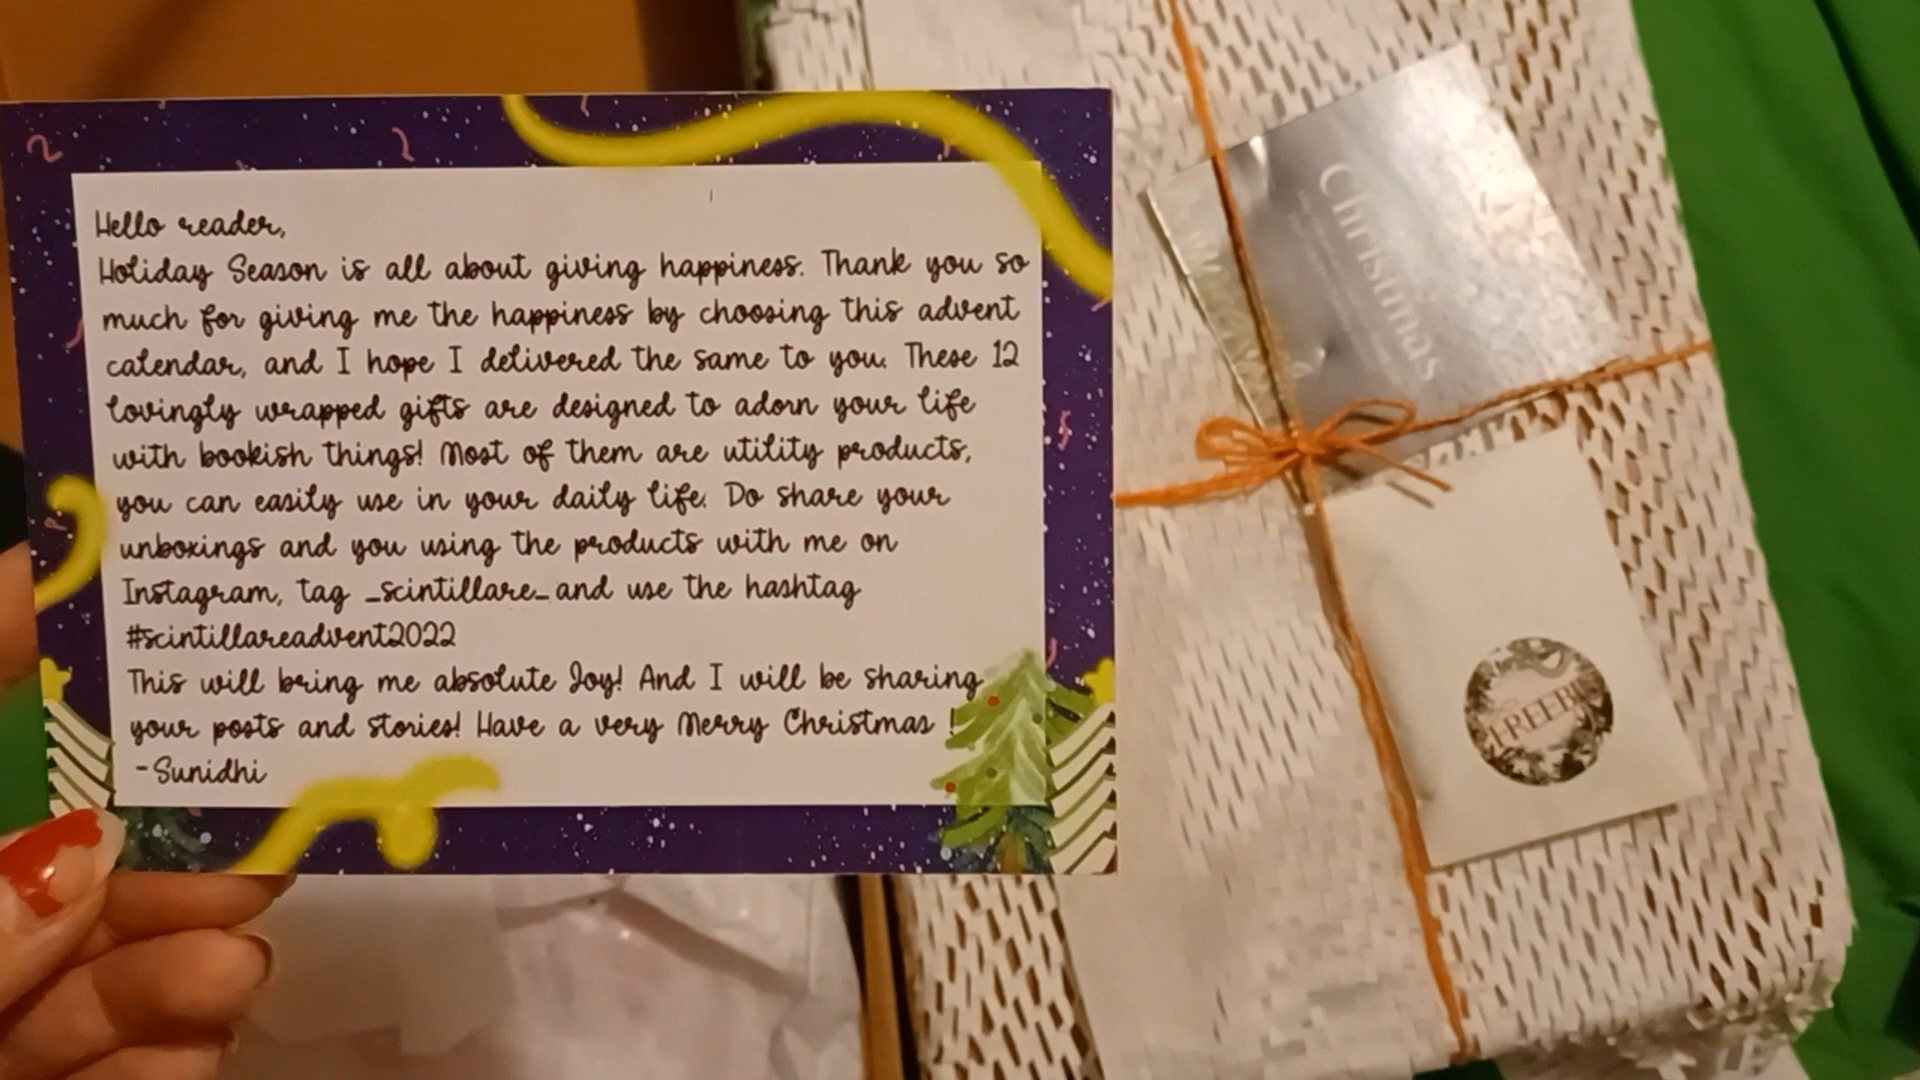 Hello reader,
Holiday Season is all about giving happiness. Thank you so
much for giving me the happiness by choosing this advent
calendar, and I hope I delivered the same to you. These 12
lovingly wrapped gifts are designed to adorn your life
with bookish things! Most of them are utility products,
you can easily use in your daily life. Do share your
unboxings and you using the products with me on
Instagram, tag _scintillare_ and use the hashtag
#scintillareadvent2022
This will bring me absolute Joy! And I will be sharing
your posts and stories! Have a very Merry Christmas !
-Sunidhi
Christmas
FREEBIE